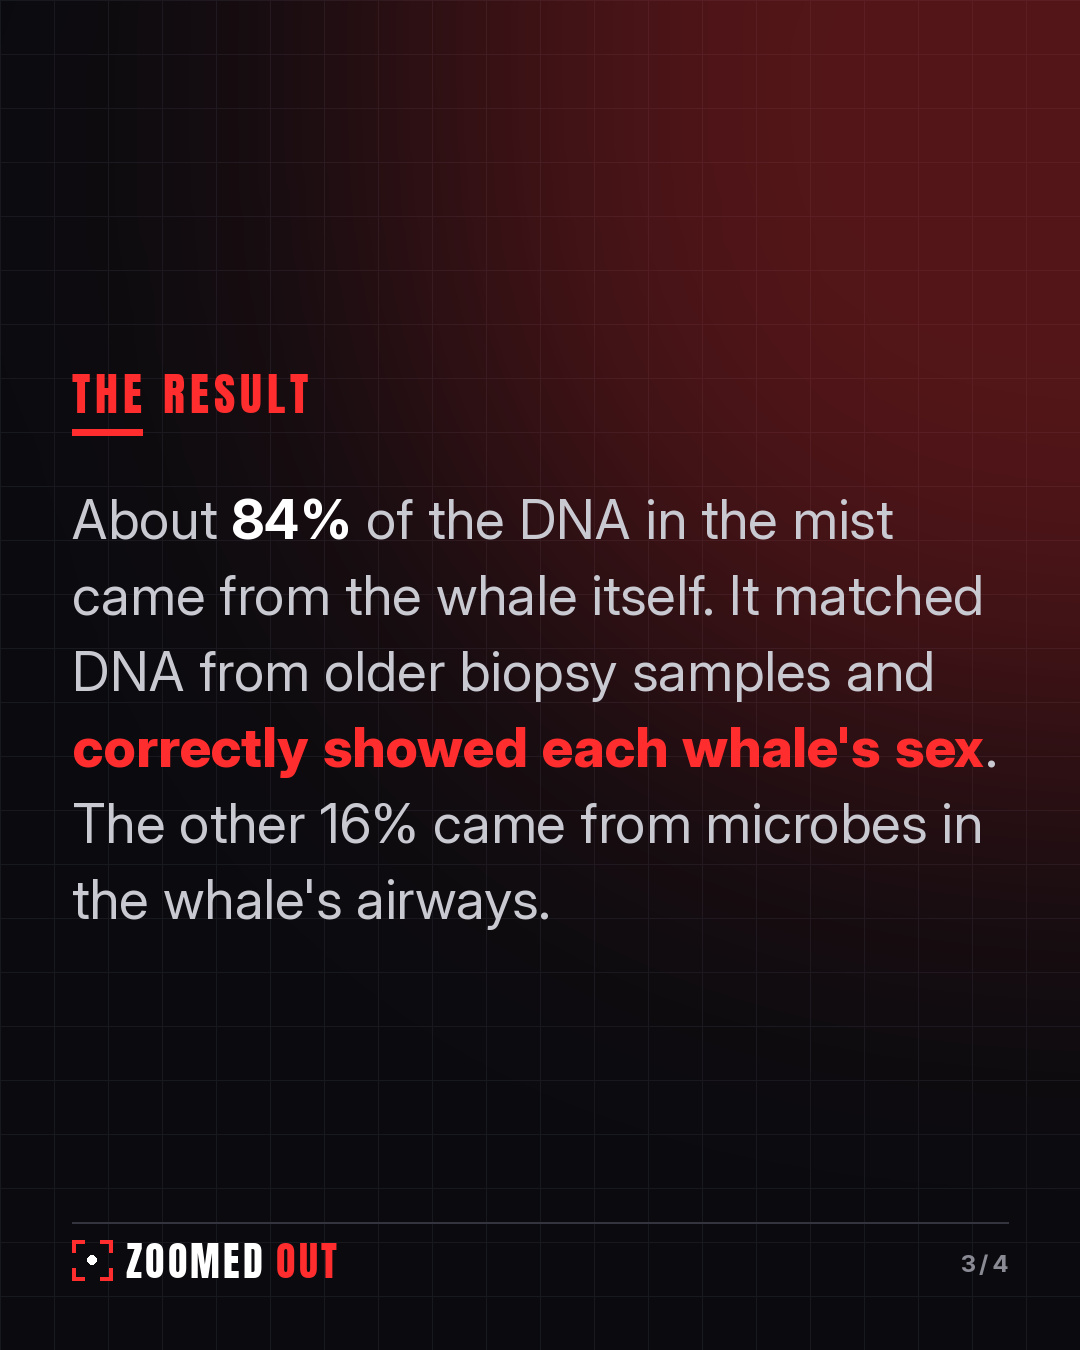 THE RESULT
About 84% of the DNA in the mist
came from the whale itself. It matched
DNA from older biopsy samples and
correctly showed each whale's sex.
The other 16% came from microbes in
the whale's airways.
ZOOMED OUT
3/4